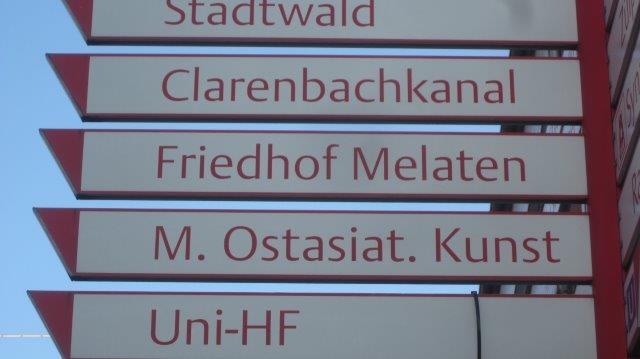 Stadtwald
Clarenbachkanal
Friedhof Melaten
M. Ostasiat. Kunst
Uni-HF